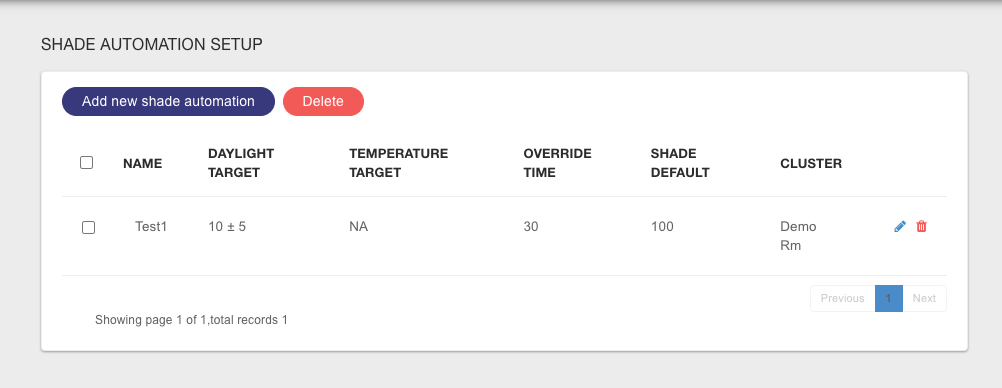 SHADE AUTOMATION SETUP
Add new shade automation Delete
NAME DAYLIGHT TARGET TEMPERATURE TARGET OVERRIDE TIME SHADE DEFAULT CLUSTER
Test1 10 ± 5 NA 30 100 Demo Rm
Previous 1 Next
Showing page 1 of 1,total records 1